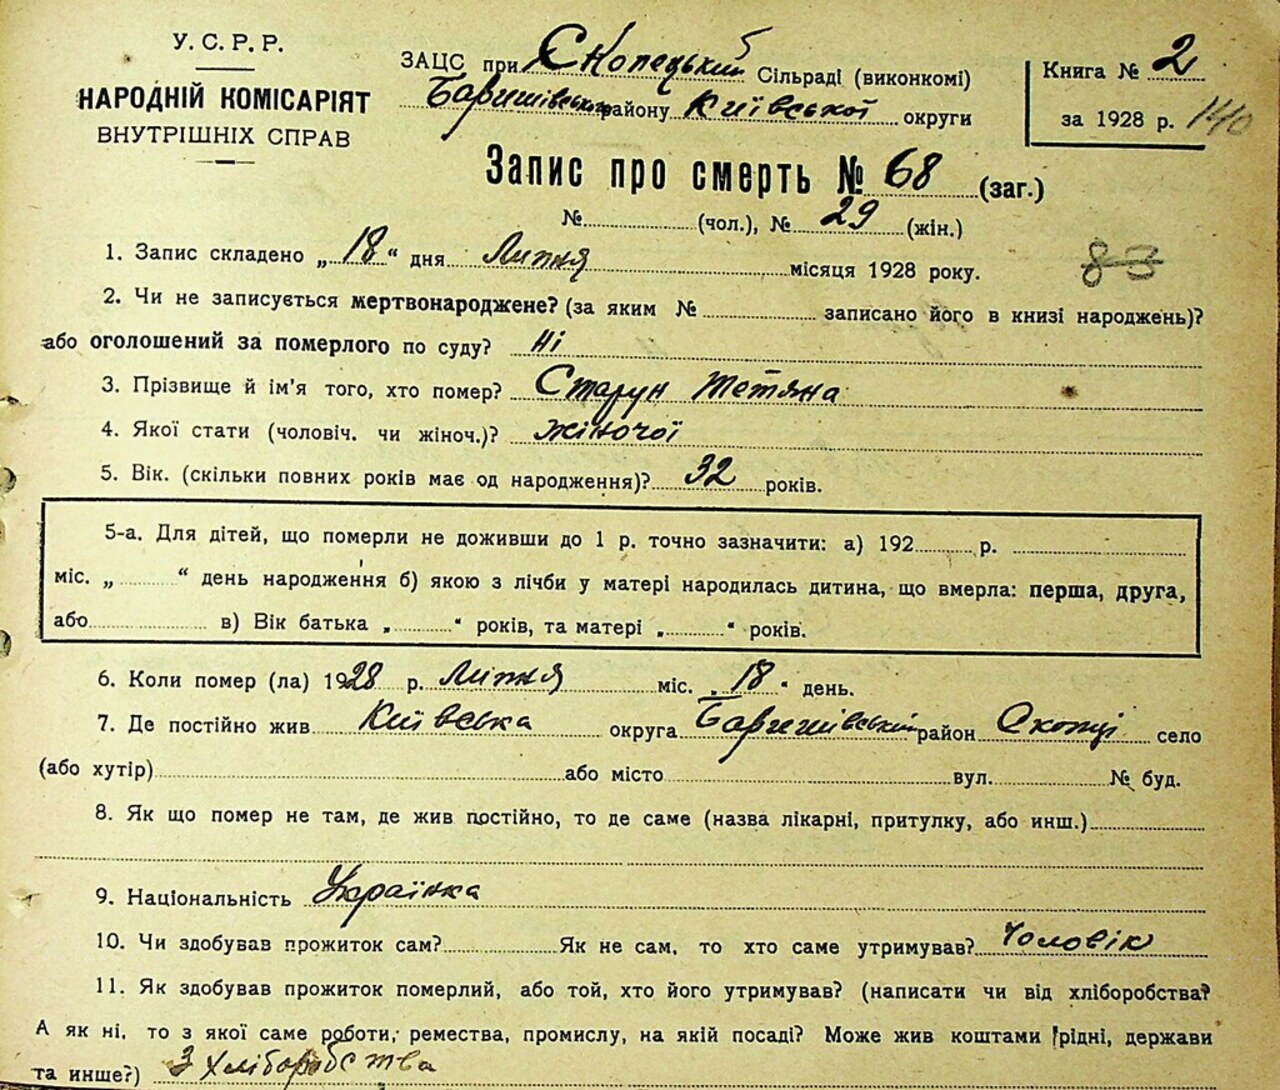 У. С. Р. Р.
НАРОДНІЙ КОМІСАРІЯТ
ВНУТРІШНІХ СПРАВ
ЗАЦС при Скопецький Сільраді (виконкомі)
Баришівського району Київської округи
Книга № 2
за 1928 р. 140
Запис про смерть № 68 (заг.)
№ (чол.), № 29 (жін.)
83
1. Запис складено „18“ дня Липня місяця 1928 року.
2. Чи не записується мертвонароджене? (за яким № записано його в книзі народжень)?
або оголошений за померлого по суду? ні
3. Прізвище й ім’я того, хто помер? Старун Тетяна
4. Якої стати (чоловіч. чи жіноч.)? жіночої
5. Вік. (скільки повних років має од народження)? 32 років.
5-а. Для дітей, що померли не доживши до 1 р. точно зазначити: а) 192 р.
міс. „ “ день народження б) якою з лічби у матері народилась дитина, що вмерла: перша, друга,
або в) Вік батька „ “ років, та матері „ “ років.
6. Коли помер (ла) 1928 р. Липня міс. „18“ день.
7. Де постійно жив Київська округа Баришівський район Скопці село
(або хутір) або місто вул. № буд.
8. Як що помер не там, де жив постійно, то де саме (назва лікарні, притулку, або инш.)
9. Національність Українка
10. Чи здобував прожиток сам? Як не сам, то хто саме утримував? Чоловік
11. Як здобував прожиток померлий, або той, хто його утримував? (написати чи від хліборобства?
А як ні, то з якої саме роботи, ремества, промислу, на якій посаді? Може жив коштами рідні, держави
та инше?) З Хліборобства